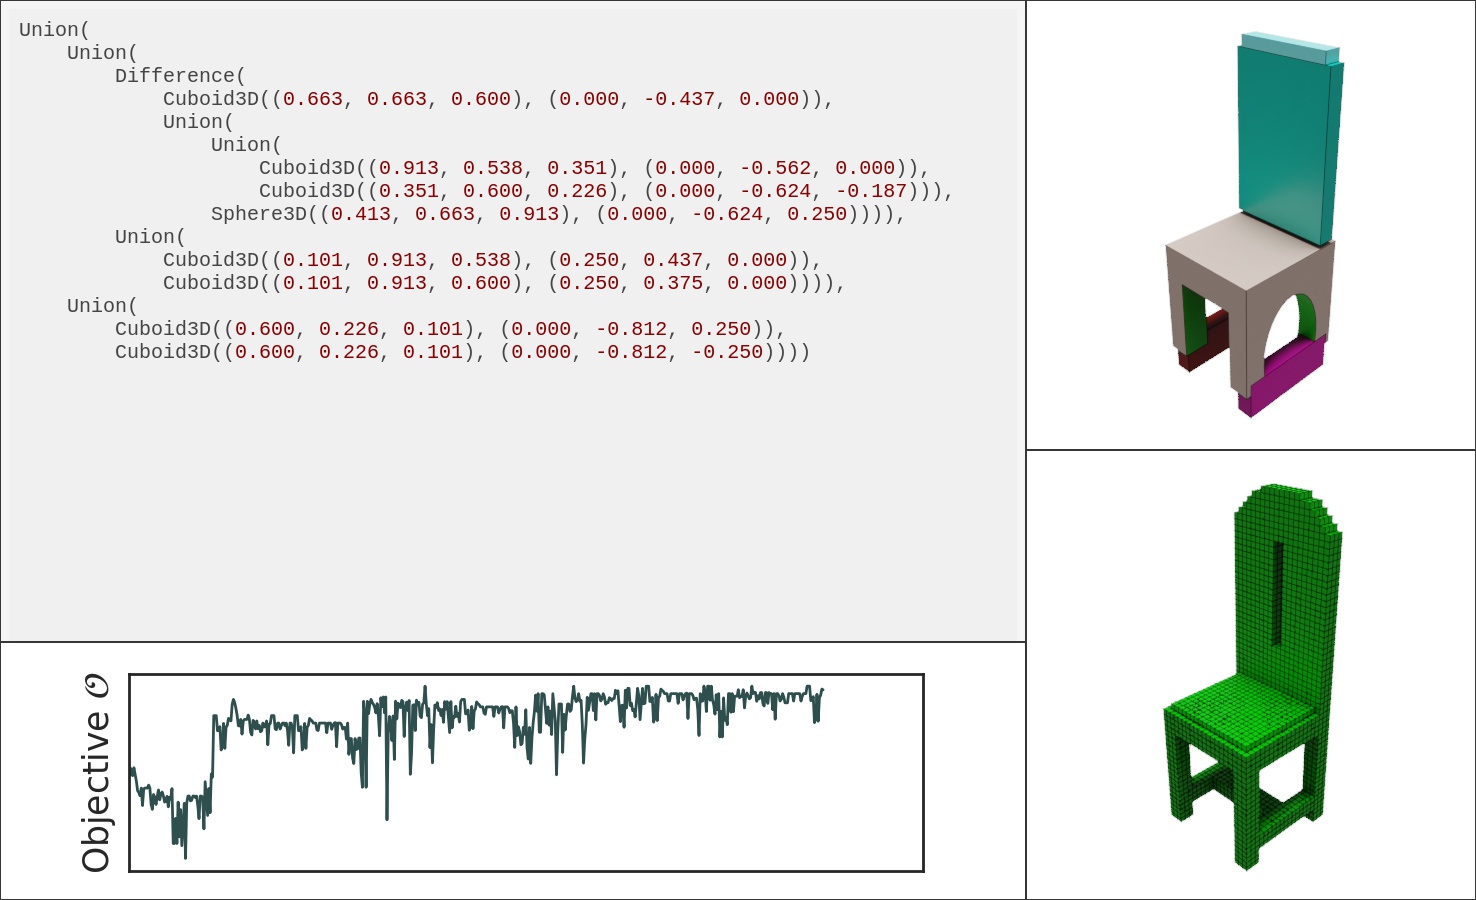 Union(
    Union(
        Difference(
            Cuboid3D((0.663, 0.663, 0.600), (0.000, -0.437, 0.000)),
            Union(
                Union(
                    Cuboid3D((0.913, 0.538, 0.351), (0.000, -0.562, 0.000)),
                    Cuboid3D((0.351, 0.600, 0.226), (0.000, -0.624, -0.187))),
                Sphere3D((0.413, 0.663, 0.913), (0.000, -0.624, 0.250)))),
        Union(
            Cuboid3D((0.101, 0.913, 0.538), (0.250, 0.437, 0.000)),
            Cuboid3D((0.101, 0.913, 0.600), (0.250, 0.375, 0.000)))),
    Union(
        Cuboid3D((0.600, 0.226, 0.101), (0.000, -0.812, 0.250)),
        Cuboid3D((0.600, 0.226, 0.101), (0.000, -0.812, -0.250))))
Objective 𝒪